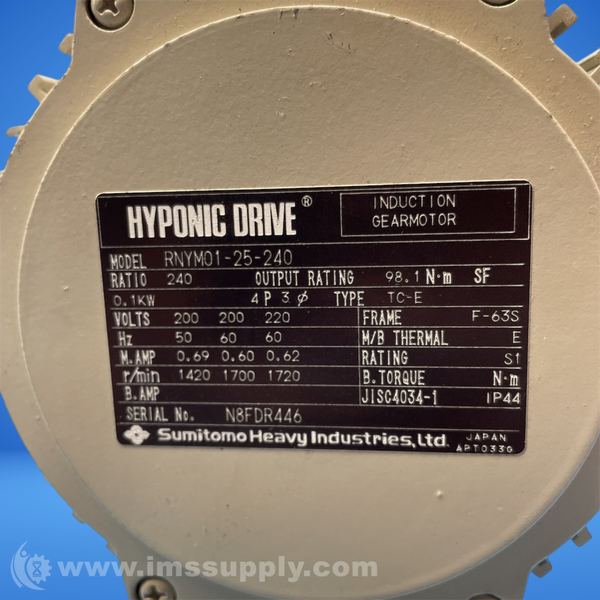 HYPONIC DRIVE®
INDUCTION
GEARMOTOR
MODEL RNYM01-25-240
RATIO 240 OUTPUT RATING 98.1 N·m SF
0.1KW 4 P 3 ϕ TYPE TC-E
VOLTS 200 200 220 FRAME F-63S
Hz 50 60 60 M/B THERMAL E
M.AMP 0.69 0.60 0.62 RATING S1
r/min 1420 1700 1720 B.TORQUE N·m
B.AMP JISC4034-1 IP44
SERIAL No. N8FDR446
Sumitomo Heavy Industries, Ltd. JAPAN
APT033G
www.imssupply.com